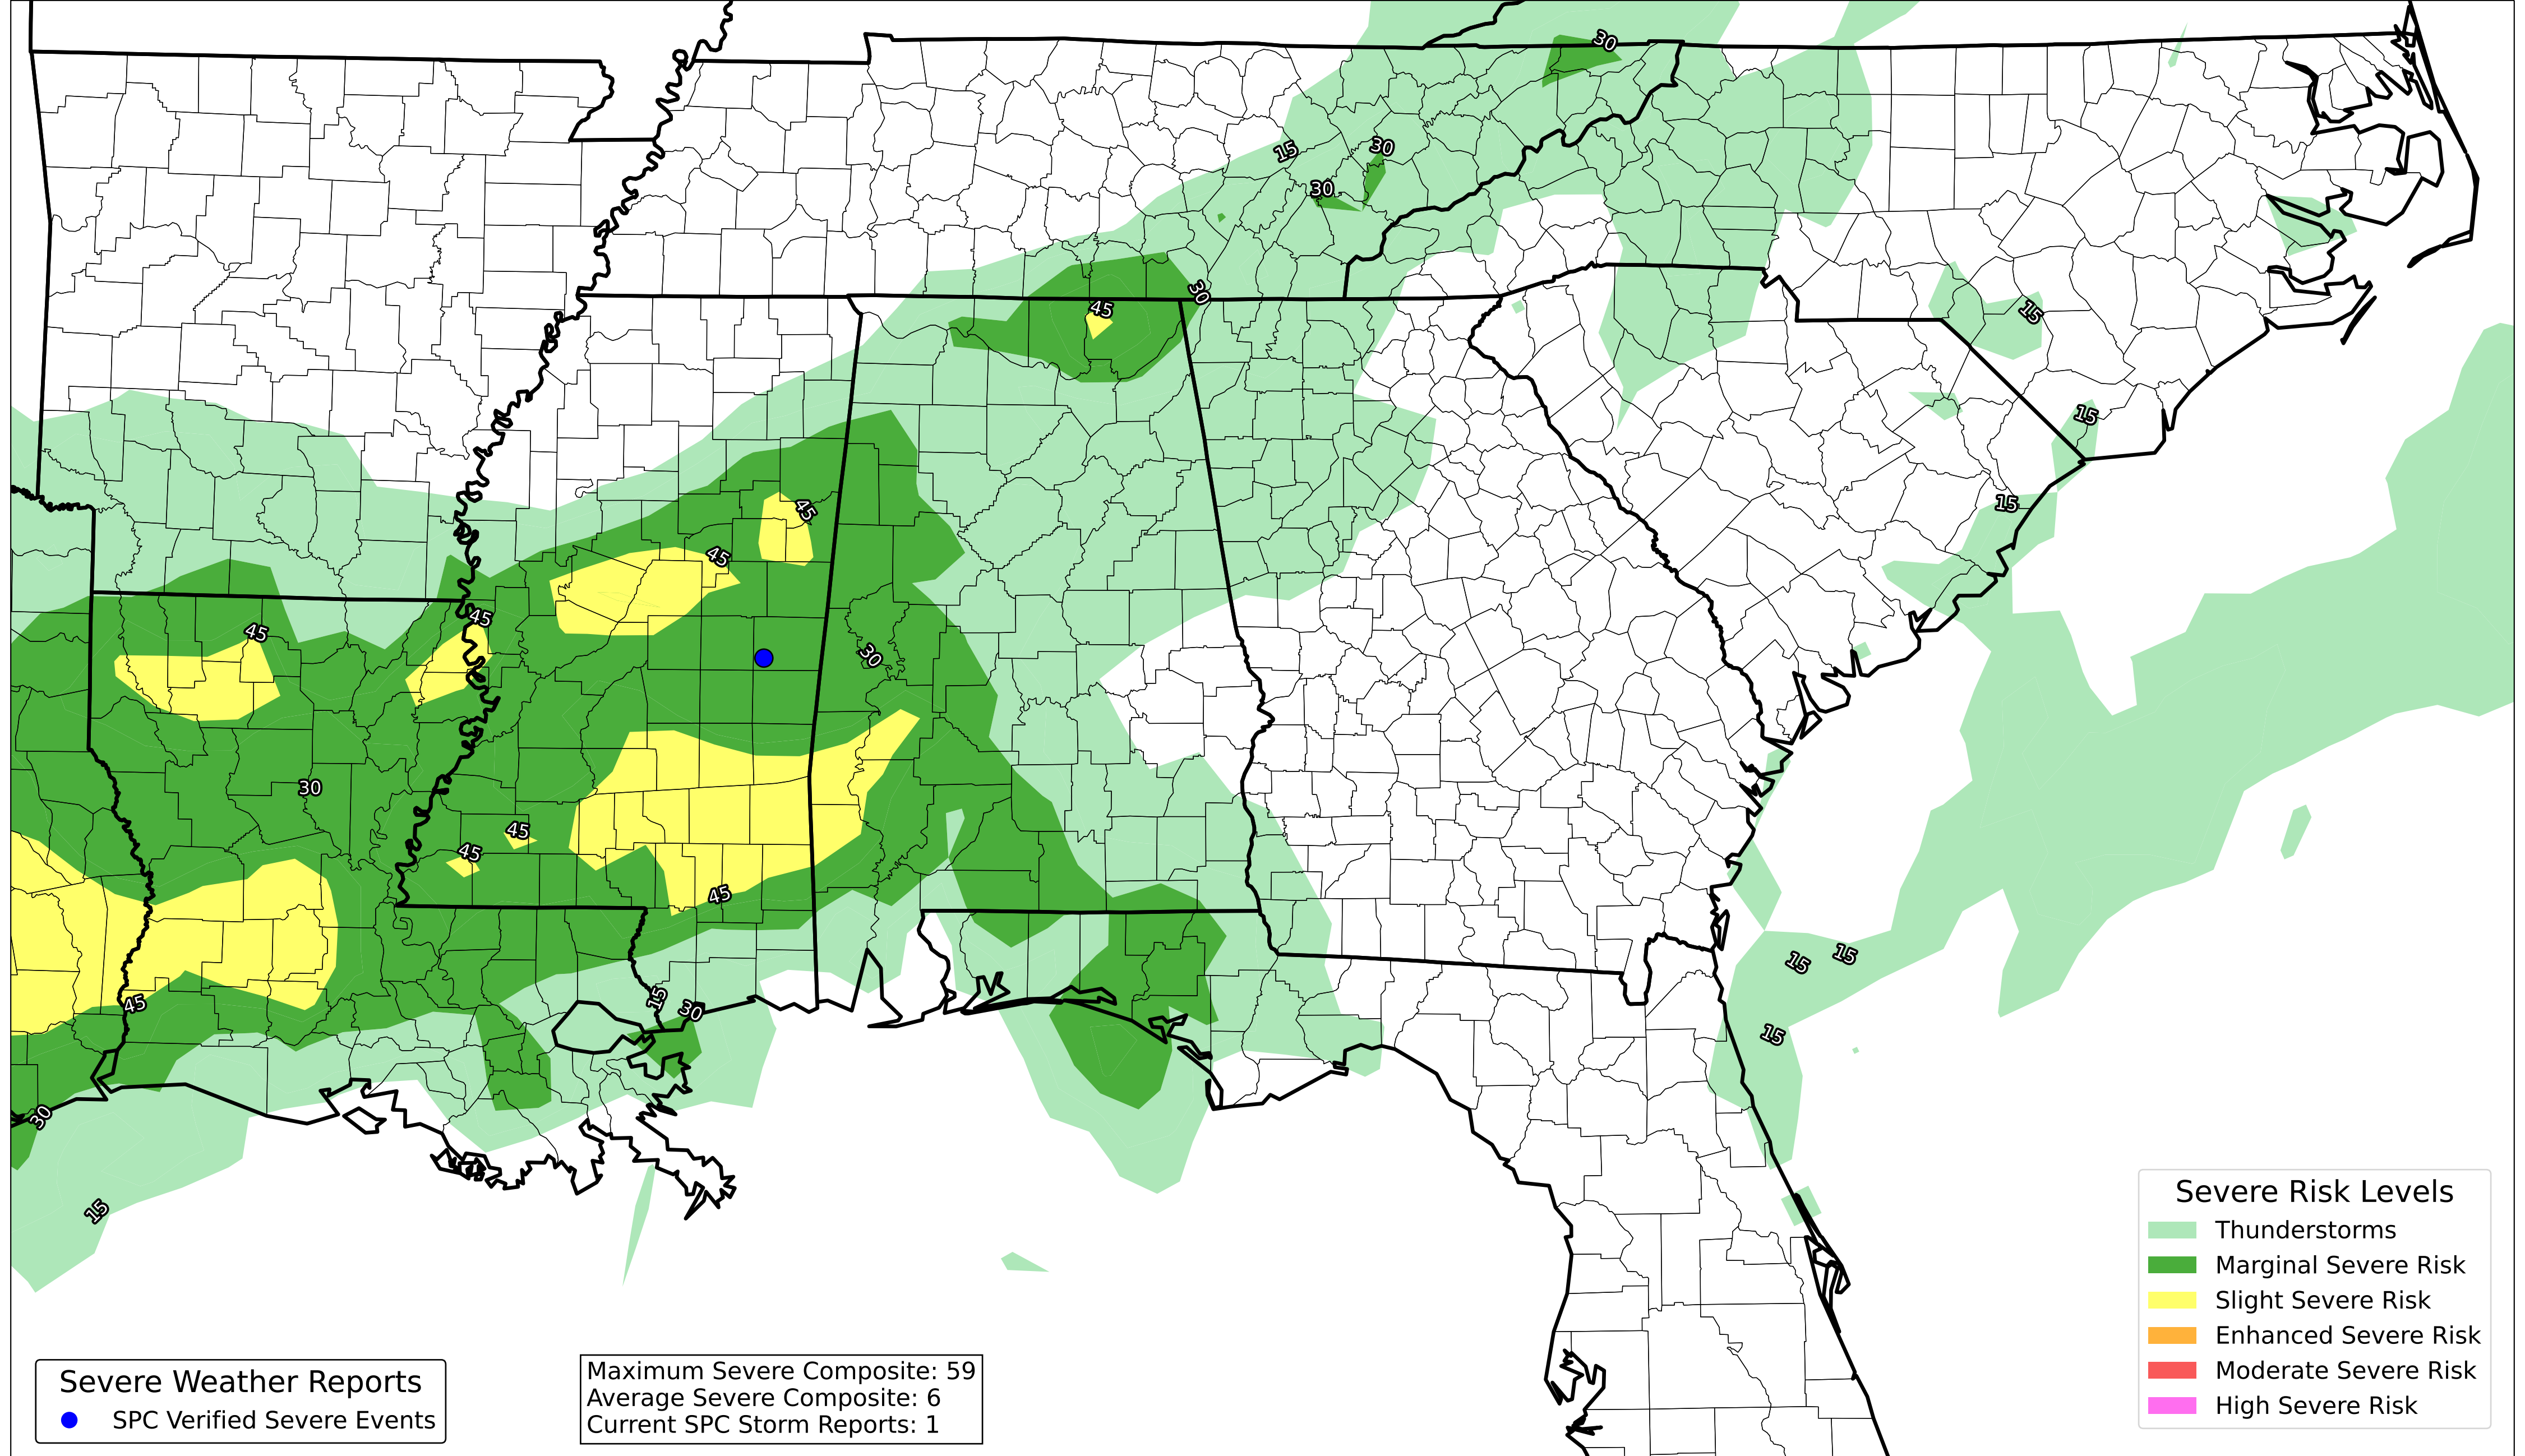 30
15
30
30
30
45
15
15
45
15
45
45
45
30
30
45
45
45
15
15
45
15
30
15
30
15
Severe Risk Levels
Thunderstorms
Marginal Severe Risk
Slight Severe Risk
Enhanced Severe Risk
Moderate Severe Risk
High Severe Risk
Severe Weather Reports
SPC Verified Severe Events
Maximum Severe Composite: 59
Average Severe Composite: 6
Current SPC Storm Reports: 1